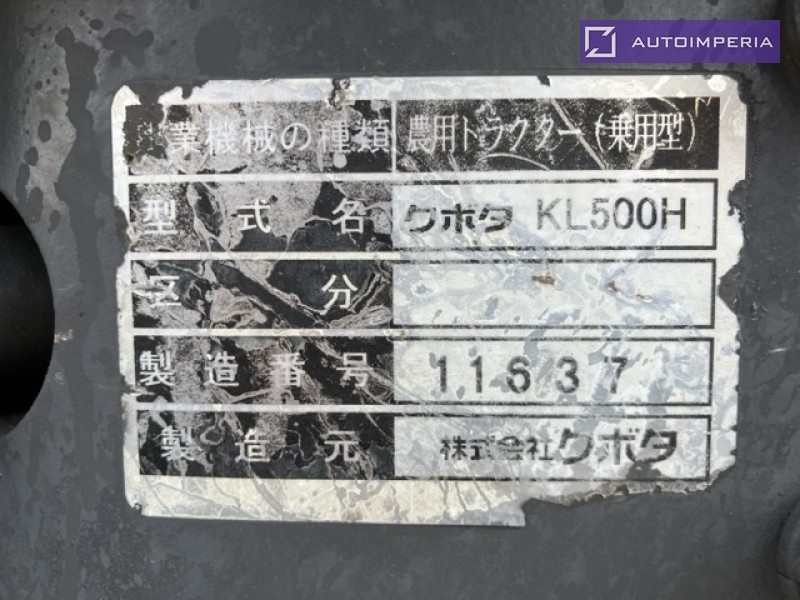 AUTOIMPERIA
業機械の種類 農用トラクター(乗用型)
型式名 クボタ KL500H
区分
製造番号 11637
製造元 株式会社クボタ